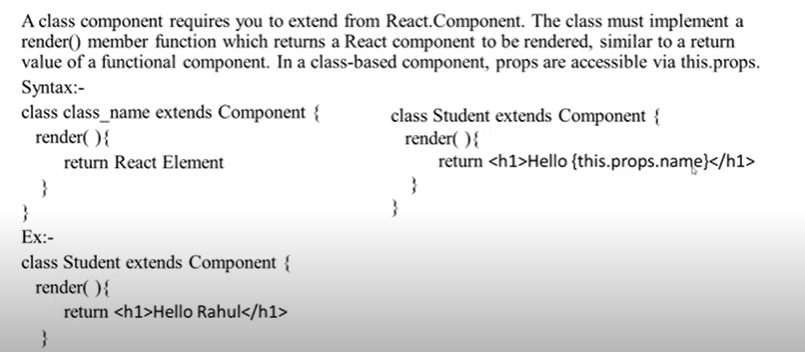 A class component requires you to extend from React.Component. The class must implement a
render() member function which returns a React component to be rendered, similar to a return
value of a functional component. In a class-based component, props are accessible via this.props.
Syntax:-
class class_name extends Component {
render( ){
return React Element
}
}
Ex:-
class Student extends Component {
render( ){
return <h1>Hello Rahul</h1>
}
class Student extends Component {
render( ){
return <h1>Hello {this.props.name}</h1>
}
}